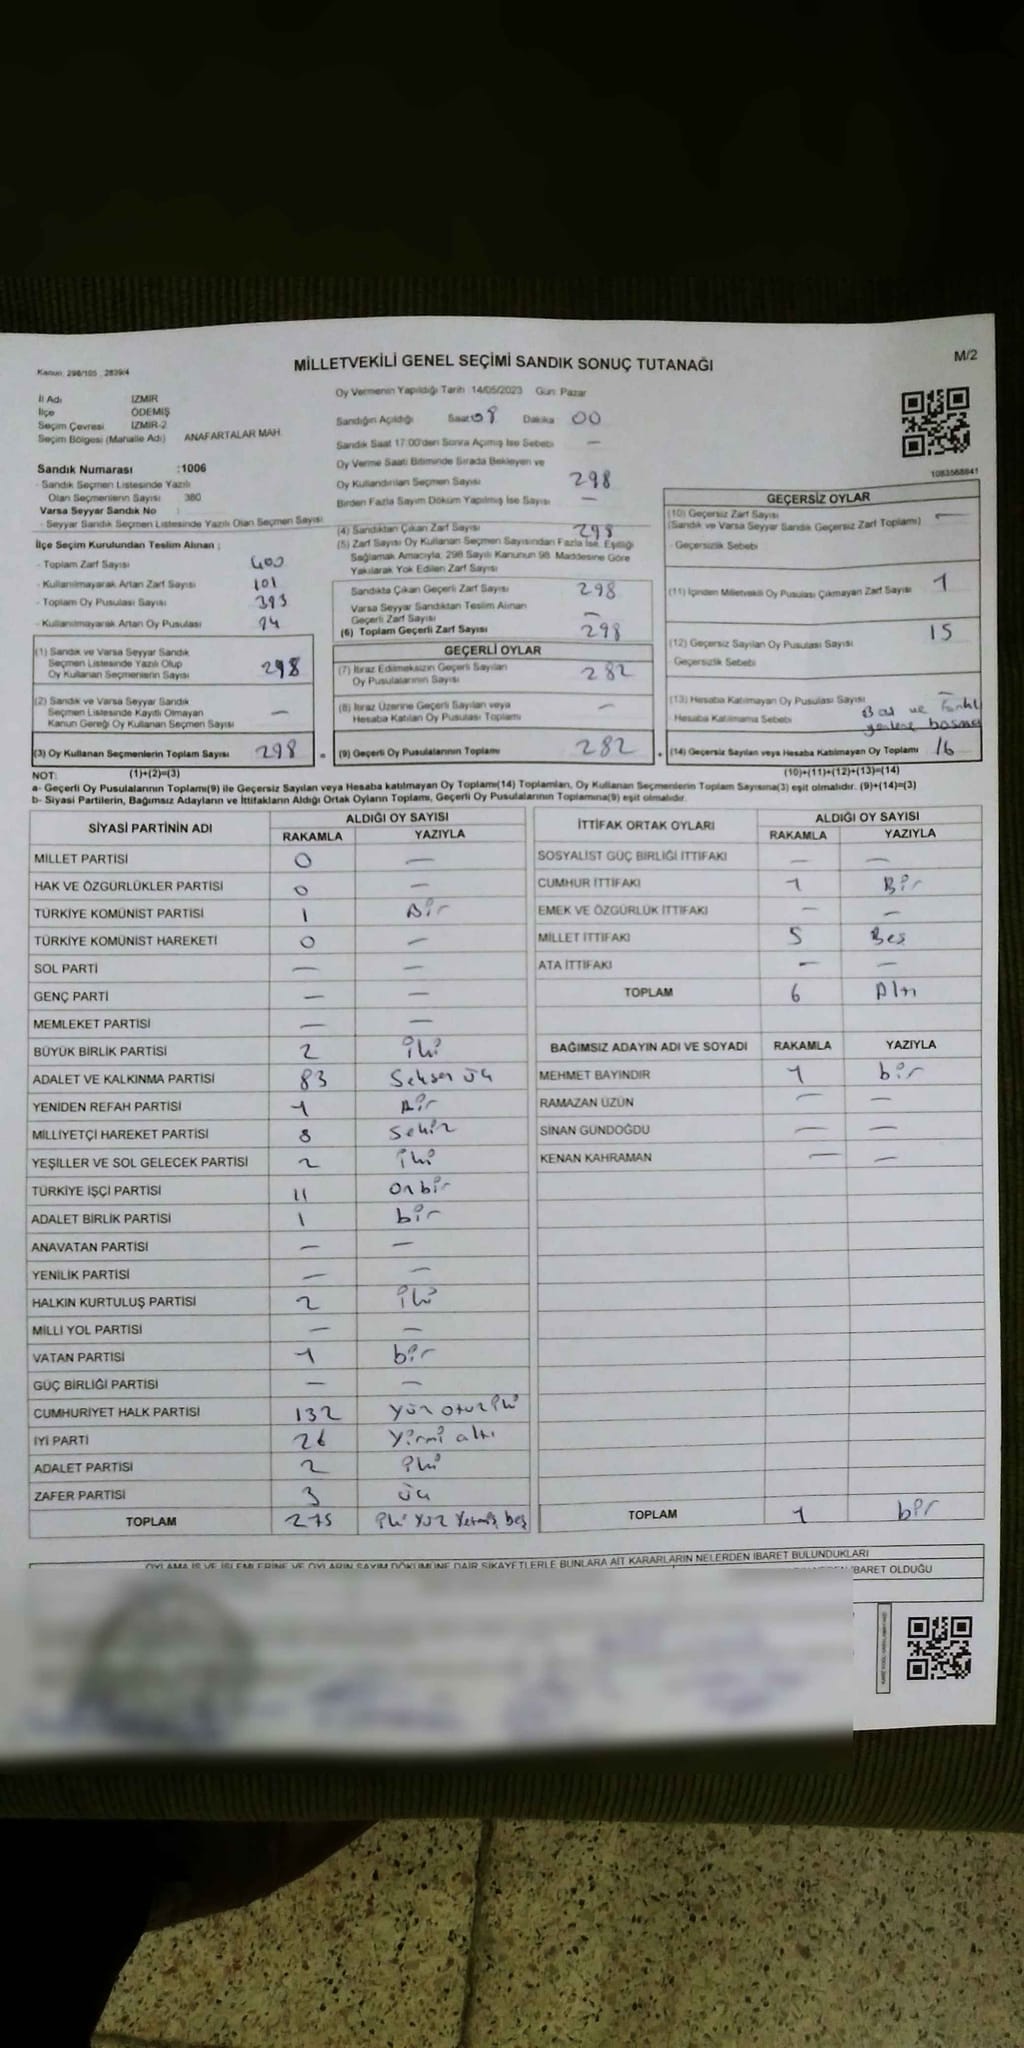 Kanun: 298/105 , 2839/4
MİLLETVEKİLİ GENEL SEÇİMİ SANDIK SONUÇ TUTANAĞI
M/2
İl Adı İZMİR
İlçe ÖDEMİŞ
Seçim Çevresi İZMİR-2
Seçim Bölgesi (Mahalle Adı) ANAFARTALAR MAH.
Sandık Numarası :1006
- Sandık Seçmen Listesinde Yazılı
Olan Seçmenlerin Sayısı 380
Varsa Seyyar Sandık No :
- Seyyar Sandık Seçmen Listesinde Yazılı Olan Seçmen Sayısı
İlçe Seçim Kurulundan Teslim Alınan ;
- Toplam Zarf Sayısı 400
- Kullanılmayarak Artan Zarf Sayısı 101
- Toplam Oy Pusulası Sayısı 393
- Kullanılmayarak Artan Oy Pusulası 94
(1) Sandık ve Varsa Seyyar Sandık
Seçmen Listesinde Yazılı Olup
Oy Kullanan Seçmenlerin Sayısı 298
(2) Sandık ve Varsa Seyyar Sandık
Seçmen Listesinde Kayıtlı Olmayan
Kanun Gereği Oy Kullanan Seçmen Sayısı —
(3) Oy Kullanan Seçmenlerin Toplam Sayısı 298
Oy Vermenin Yapıldığı Tarih 14/05/2023 Gün: Pazar
Sandığın Açıldığı Saat 08 Dakika 00
Sandık Saat 17:00'den Sonra Açımış İse Sebebi —
Oy Verme Saati Bitiminde Sırada Bekleyen ve
Oy Kullandırılan Seçmen Sayısı 298
Birden Fazla Sayım Döküm Yapılmış İse Sayısı —
(4) Sandıktan Çıkan Zarf Sayısı 298
(5) Zarf Sayısı Oy Kullanan Seçmen Sayısından Fazla İse, Eşitliği
Sağlamak Amacıyla, 298 Sayılı Kanunun 98. Maddesine Göre
Yakılarak Yok Edilen Zarf Sayısı
Sandıkta Çıkan Geçerli Zarf Sayısı 298
Varsa Seyyar Sandıktan Teslim Alınan
Geçerli Zarf Sayısı —
(6) Toplam Geçerli Zarf Sayısı 298
GEÇERLİ OYLAR
(7) İtiraz Edilmeksizin Geçerli Sayılan
Oy Pusulalarının Sayısı 282
(8) İtiraz Üzerine Geçerli Sayılan veya
Hesaba Katılan Oy Pusulası Toplamı —
= (9) Geçerli Oy Pusulalarının Toplamı 282
1083568841
GEÇERSİZ OYLAR
(10) Geçersiz Zarf Sayısı —
(Sandık ve Varsa Seyyar Sandık Geçersiz Zarf Toplamı)
- Geçersizlik Sebebi
(11) İçinden Milletvekili Oy Pusulası Çıkmayan Zarf Sayısı 1
(12) Geçersiz Sayılan Oy Pusulası Sayısı 15
Geçersizlik Sebebi
(13) Hesaba Katılmayan Oy Pusulası Sayısı —
- Hesaba Katılmama Sebebi ve Farklı
yerlere basması
+ (14) Geçersiz Sayılan veya Hesaba Katılmayan Oy Toplamı 16
NOT: (1)+(2)=(3) (10)+(11)+(12)+(13)=(14)
a- Geçerli Oy Pusulalarının Toplamı(9) ile Geçersiz Sayılan veya Hesaba katılmayan Oy Toplamı(14) Toplamları, Oy Kullanan Seçmenlerin Toplam Sayısına(3) eşit olmalıdır. (9)+(14)=(3)
b- Siyasi Partilerin, Bağımsız Adayların ve İttifakların Aldığı Ortak Oyların Toplamı, Geçerli Oy Pusulalarının Toplamına(9) eşit olmalıdır.
SİYASİ PARTİNİN ADI ALDIĞI OY SAYISI
RAKAMLA YAZIYLA
MİLLET PARTİSİ 0 —
HAK VE ÖZGÜRLÜKLER PARTİSİ 0 —
TÜRKİYE KOMÜNİST PARTİSİ 1 Bir
TÜRKİYE KOMÜNİST HAREKETİ 0 —
SOL PARTİ — —
GENÇ PARTİ — —
MEMLEKET PARTİSİ — —
BÜYÜK BİRLİK PARTİSİ 2 iki
ADALET VE KALKINMA PARTİSİ 83 Seksen üç
YENİDEN REFAH PARTİSİ 1 Bir
MİLLİYETÇİ HAREKET PARTİSİ 8 Sekiz
YEŞİLLER VE SOL GELECEK PARTİSİ 2 iki
TÜRKİYE İŞÇİ PARTİSİ 11 onbir
ADALET BİRLİK PARTİSİ 1 bir
ANAVATAN PARTİSİ — —
YENİLİK PARTİSİ — —
HALKIN KURTULUŞ PARTİSİ 2 iki
MİLLİ YOL PARTİSİ — —
VATAN PARTİSİ 1 bir
GÜÇ BİRLİĞİ PARTİSİ — —
CUMHURİYET HALK PARTİSİ 132 Yüz otuz iki
İYİ PARTİ 26 Yirmi altı
ADALET PARTİSİ 2 iki
ZAFER PARTİSİ 3 üç
TOPLAM 275 iki yüz yetmiş beş
İTTİFAK ORTAK OYLARI ALDIĞI OY SAYISI
RAKAMLA YAZIYLA
SOSYALİST GÜÇ BİRLİĞİ İTTİFAKI — —
CUMHUR İTTİFAKI 1 Bir
EMEK VE ÖZGÜRLÜK İTTİFAKI — —
MİLLET İTTİFAKI 5 Beş
ATA İTTİFAKI — —
TOPLAM 6 Altı
BAĞIMSIZ ADAYIN ADI VE SOYADI RAKAMLA YAZIYLA
MEHMET BAYINDIR 1 bir
RAMAZAN UZUN — —
SİNAN GÜNDOĞDU — —
KENAN KAHRAMAN — —
TOPLAM 1 bir
OYLAMA İŞ VE İŞLEMLERİNE VE OYLARIN SAYIM DÖKÜMÜNE DAİR ŞİKAYETLERLE BUNLARA AİT KARARLARIN NELERDEN İBARET BULUNDUKLARI
İBARET OLDUĞU